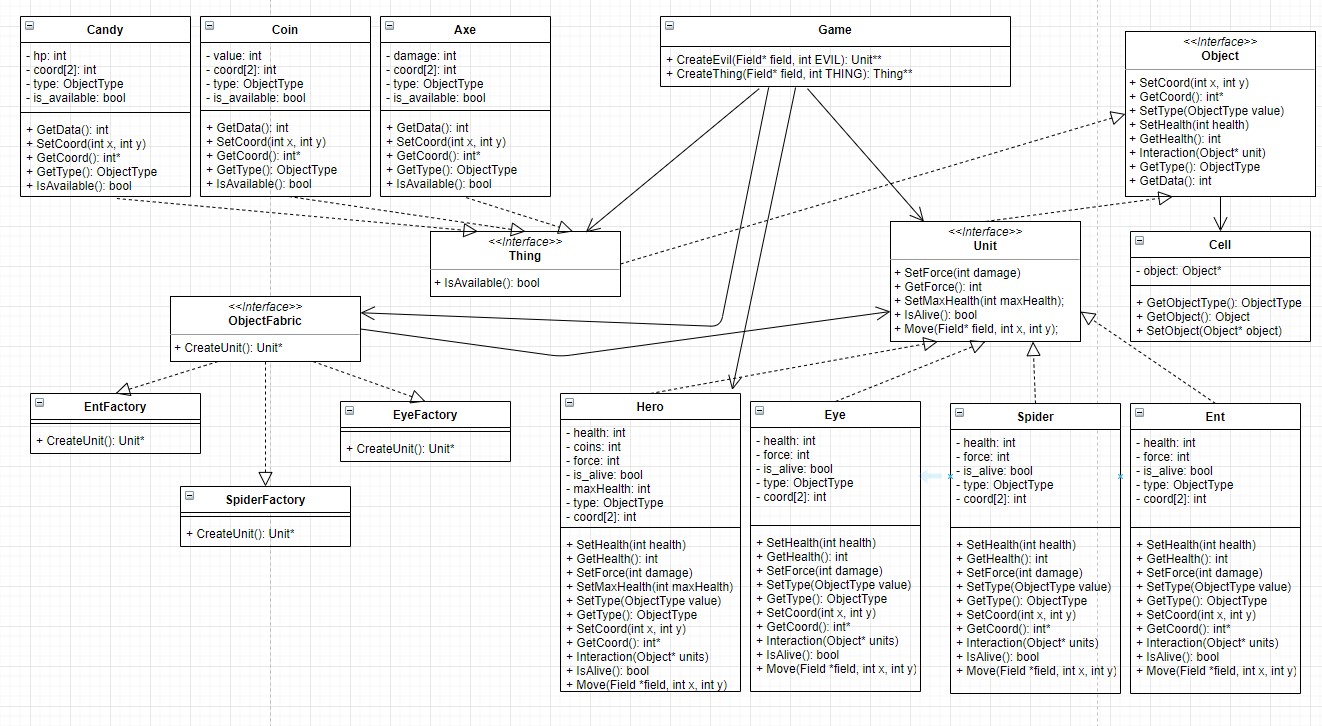 Candy
- hp: int
- coord[2]: int
- type: ObjectType
- is_available: bool
+ GetData(): int
+ SetCoord(int x, int y)
+ GetCoord(): int*
+ GetType(): ObjectType
+ IsAvailable(): bool
Coin
- value: int
- coord[2]: int
- type: ObjectType
- is_available: bool
+ GetData(): int
+ SetCoord(int x, int y)
+ GetCoord(): int*
+ GetType(): ObjectType
+ IsAvailable(): bool
Axe
- damage: int
- coord[2]: int
- type: ObjectType
- is_available: bool
+ GetData(): int
+ SetCoord(int x, int y)
+ GetCoord(): int*
+ GetType(): ObjectType
+ IsAvailable(): bool
Game
+ CreateEvil(Field* field, int EVIL): Unit**
+ CreateThing(Field* field, int THING): Thing**
<<Interface>>
Object
+ SetCoord(int x, int y)
+ GetCoord(): int*
+ SetType(ObjectType value)
+ SetHealth(int health)
+ GetHealth(): int
+ Interaction(Object* unit)
+ GetType(): ObjectType
+ GetData(): int
<<Interface>>
Thing
+ IsAvailable(): bool
<<Interface>>
Unit
+ SetForce(int damage)
+ GetForce(): int
+ SetMaxHealth(int maxHealth);
+ IsAlive(): bool
+ Move(Field* field, int x, int y);
Cell
- object: Object*
+ GetObjectType(): ObjectType
+ GetObject(): Object
+ SetObject(Object* object)
<<Interface>>
ObjectFabric
+ CreateUnit(): Unit*
EntFactory
+ CreateUnit(): Unit*
EyeFactory
+ CreateUnit(): Unit*
SpiderFactory
+ CreateUnit(): Unit*
Hero
- health: int
- coins: int
- force: int
- is_alive: bool
- maxHealth: int
- type: ObjectType
- coord[2]: int
+ SetHealth(int health)
+ GetHealth(): int
+ SetForce(int damage)
+ SetMaxHealth(int maxHealth)
+ SetType(ObjectType value)
+ GetType(): ObjectType
+ SetCoord(int x, int y)
+ GetCoord(): int*
+ Interaction(Object* units)
+ IsAlive(): bool
+ Move(Field *field, int x, int y)
Eye
- health: int
- force: int
- is_alive: bool
- type: ObjectType
- coord[2]: int
+ SetHealth(int health)
+ GetHealth(): int
+ SetForce(int damage)
+ SetType(ObjectType value)
+ GetType(): ObjectType
+ SetCoord(int x, int y)
+ GetCoord(): int*
+ Interaction(Object* units)
+ IsAlive(): bool
+ Move(Field *field, int x, int y)
Spider
- health: int
- force: int
- is_alive: bool
- type: ObjectType
- coord[2]: int
+ SetHealth(int health)
+ GetHealth(): int
+ SetForce(int damage)
+ SetType(ObjectType value)
+ GetType(): ObjectType
+ SetCoord(int x, int y)
+ GetCoord(): int*
+ Interaction(Object* units)
+ IsAlive(): bool
+ Move(Field *field, int x, int y)
Ent
- health: int
- force: int
- is_alive: bool
- type: ObjectType
- coord[2]: int
+ SetHealth(int health)
+ GetHealth(): int
+ SetForce(int damage)
+ SetType(ObjectType value)
+ GetType(): ObjectType
+ SetCoord(int x, int y)
+ GetCoord(): int*
+ Interaction(Object* units)
+ IsAlive(): bool
+ Move(Field *field, int x, int y)